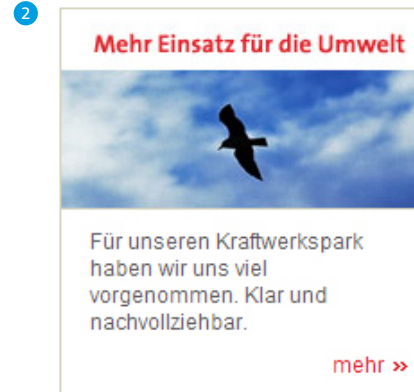 2
Mehr Einsatz für die Umwelt
Für unseren Kraftwerkspark
haben wir uns viel
vorgenommen. Klar und
nachvollziehbar.
mehr »